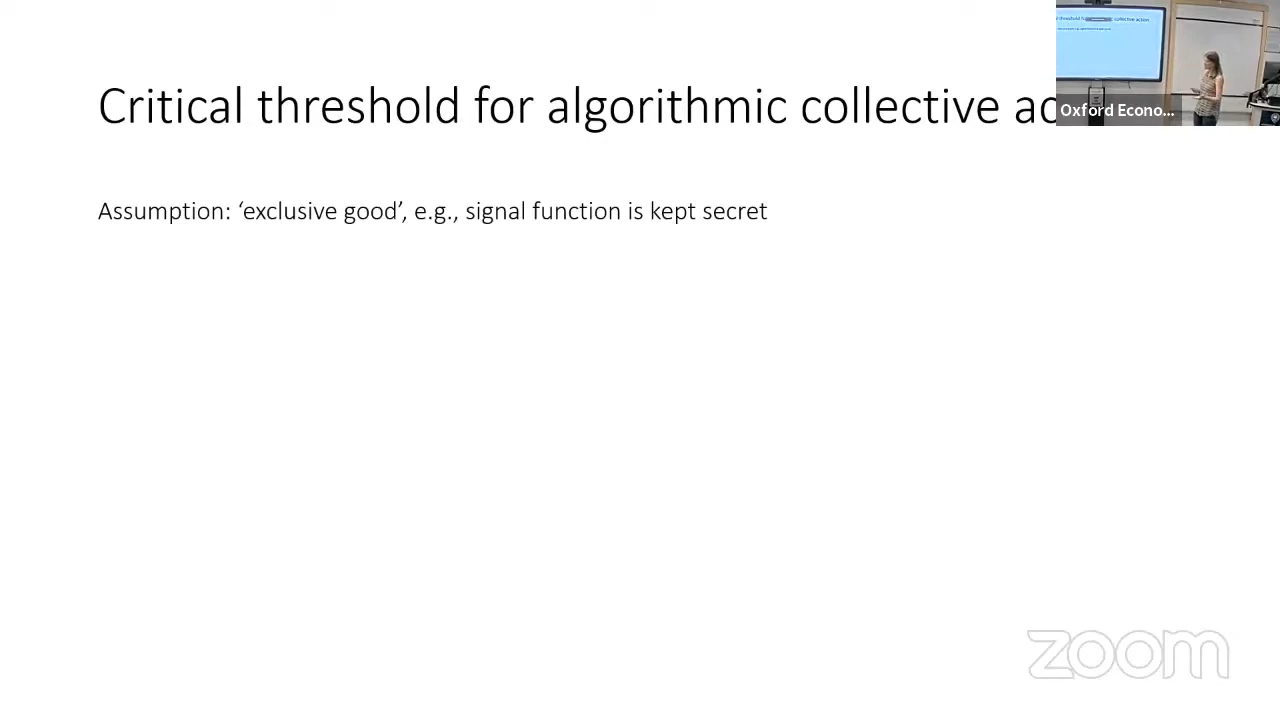 Critical threshold for algorithmic collective ac
Oxford Econo...
Assumption: ‘exclusive good’, e.g., signal function is kept secret
zoom